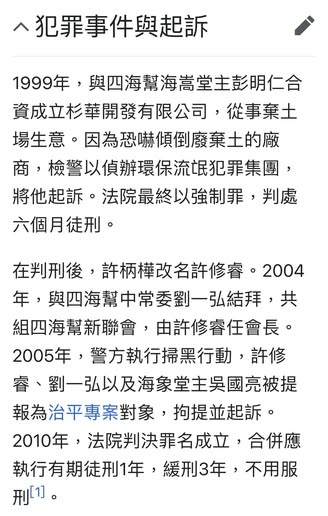 犯罪事件與起訴
1999年，與四海幫海嵩堂主彭明仁合
資成立杉華開發有限公司，從事棄土
場生意。因為恐嚇傾倒廢棄土的廠
商，檢警以偵辦環保流氓犯罪集團，
將他起訴。法院最終以強制罪，判處
六個月徒刑。
在判刑後，許柄樺改名許修睿。2004
年，與四海幫中常委劉一弘結拜，共
組四海幫新聯會，由許修睿任會長。
2005年，警方執行掃黑行動，許修
睿、劉一弘以及海象堂主吳國亮被提
報為治平專案對象，拘提並起訴。
2010年，法院判決罪名成立，合併應
執行有期徒刑1年，緩刑3年，不用服
刑[1]。